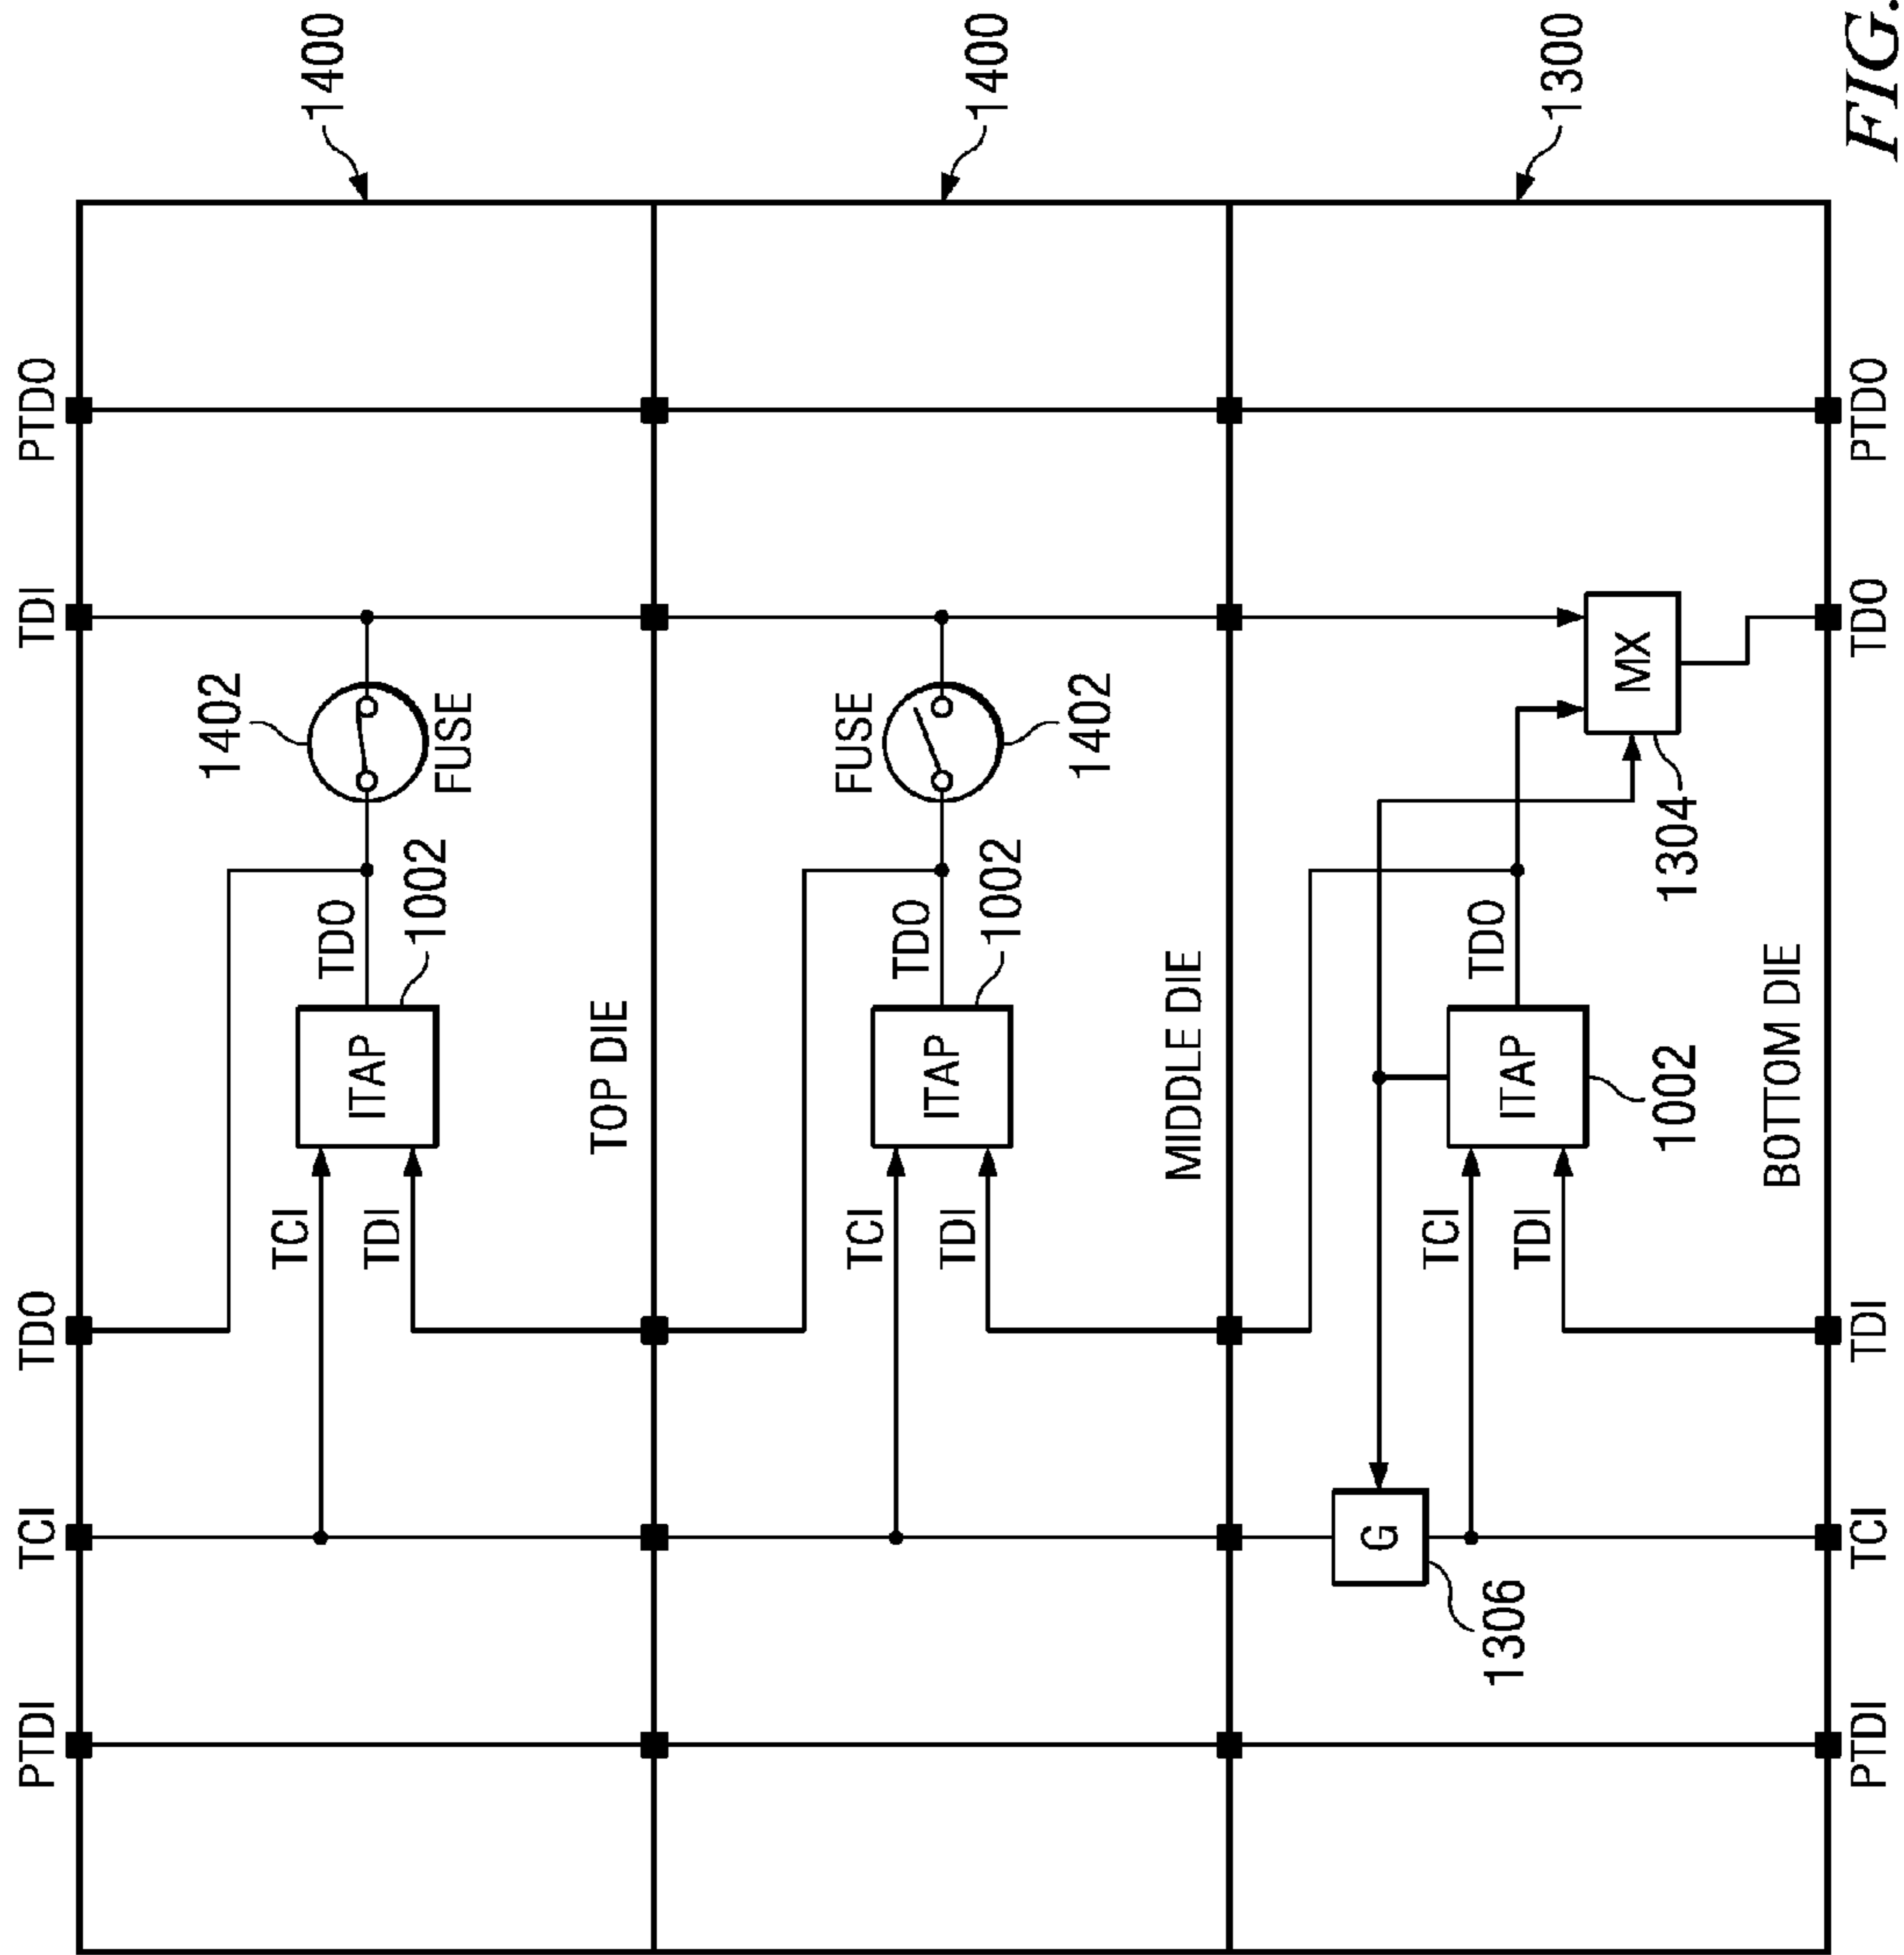 PTDI
TCI
TDO
TDI
PTDO
1402
TCI
TDO
1400
TDI
ITAP
1002
FUSE
TOP DIE
FUSE
TCI
TDO
1400
TDI
ITAP
1002
1402
MIDDLE DIE
G
1306
TCI
TDO
1300
TDI
ITAP
1002
1304
MX
BOTTOM DIE
PTDI
TCI
TDI
TDO
PTDO
FIG.